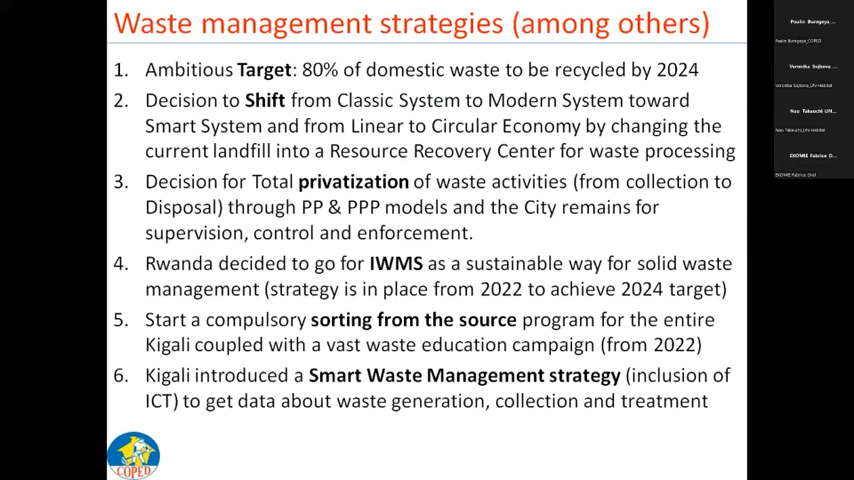 Waste management strategies (among others)
1. Ambitious Target: 80% of domestic waste to be recycled by 2024
2. Decision to Shift from Classic System to Modern System toward
Smart System and from Linear to Circular Economy by changing the
current landfill into a Resource Recovery Center for waste processing
3. Decision for Total privatization of waste activities (from collection to
Disposal) through PP & PPP models and the City remains for
supervision, control and enforcement.
4. Rwanda decided to go for IWMS as a sustainable way for solid waste
management (strategy is in place from 2022 to achieve 2024 target)
5. Start a compulsory sorting from the source program for the entire
Kigali coupled with a vast waste education campaign (from 2022)
6. Kigali introduced a Smart Waste Management strategy (inclusion of
ICT) to get data about waste generation, collection and treatment
COPED
Nao Takeuchi UN...
Nao Takeuchi_UN-Habitat